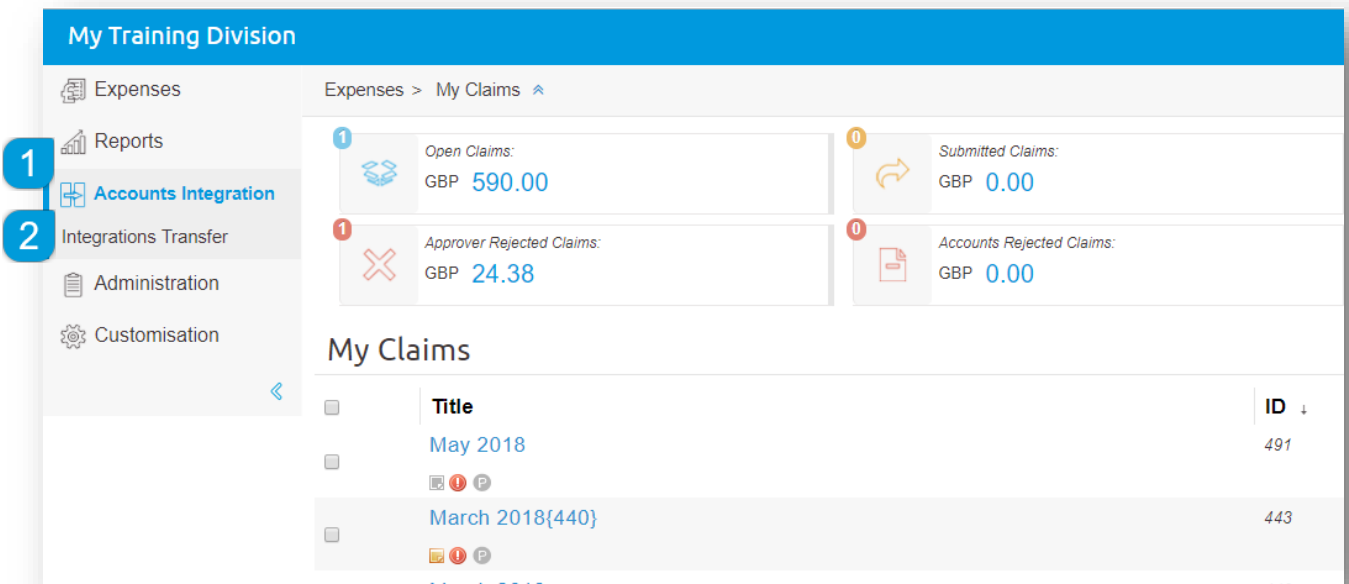 My Training Division
Expenses
Reports
1
Accounts Integration
2
Integrations Transfer
Administration
Customisation
Expenses > My Claims
1
Open Claims:
GBP 590.00
0
Submitted Claims:
GBP 0.00
1
Approver Rejected Claims:
GBP 24.38
0
Accounts Rejected Claims:
GBP 0.00
My Claims
Title ID ↓
May 2018 491
P
March 2018{440} 443
P